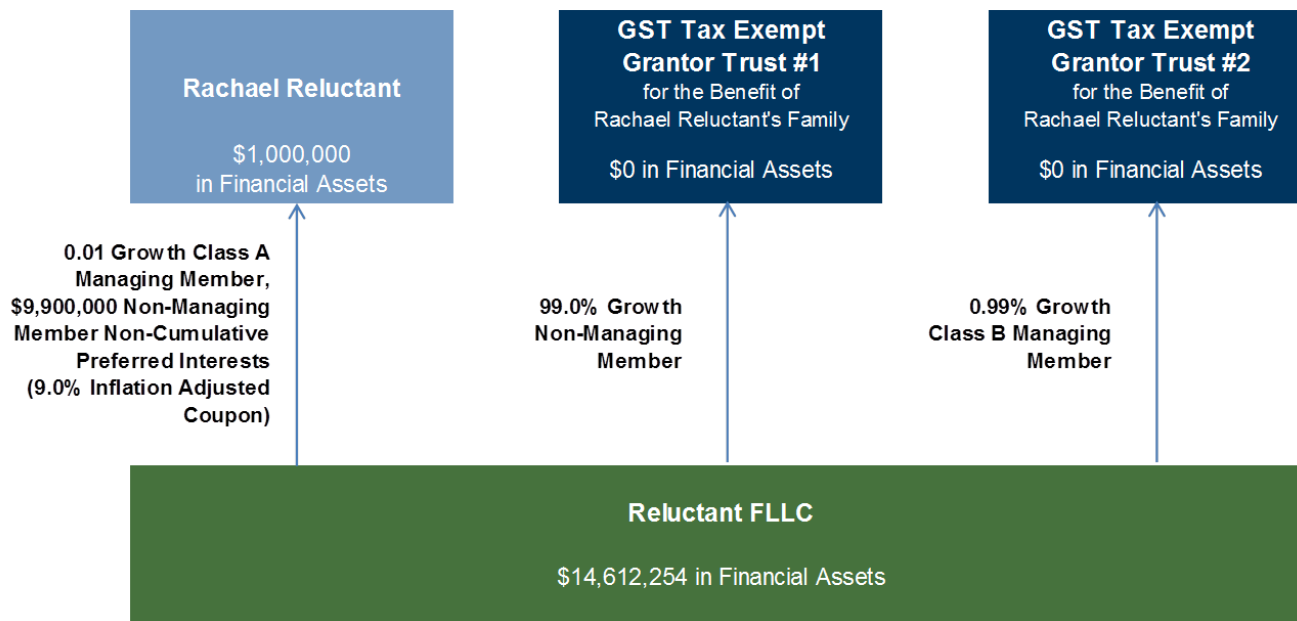 Rachael Reluctant
$1,000,000
in Financial Assets
GST Tax Exempt
Grantor Trust #1
for the Benefit of
Rachael Reluctant's Family
$0 in Financial Assets
GST Tax Exempt
Grantor Trust #2
for the Benefit of
Rachael Reluctant's Family
$0 in Financial Assets
0.01 Growth Class A
Managing Member,
$9,900,000 Non-Managing
Member Non-Cumulative
Preferred Interests
(9.0% Inflation Adjusted
Coupon)
99.0% Growth
Non-Managing
Member
0.99% Growth
Class B Managing
Member
Reluctant FLLC
$14,612,254 in Financial Assets